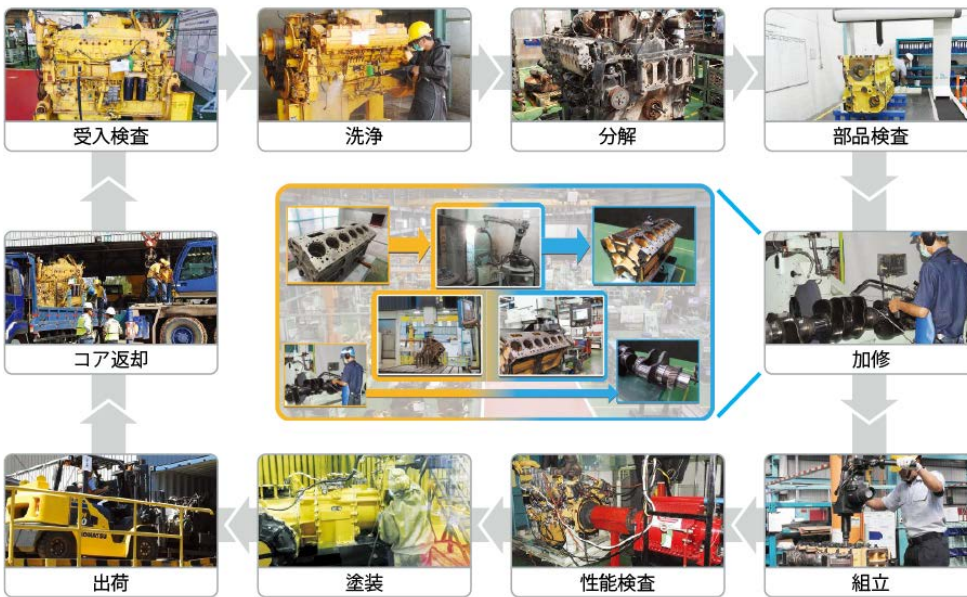 受入検査
洗浄
分解
部品検査
コア返却
加修
出荷
塗装
性能検査
組立
KOMATSU